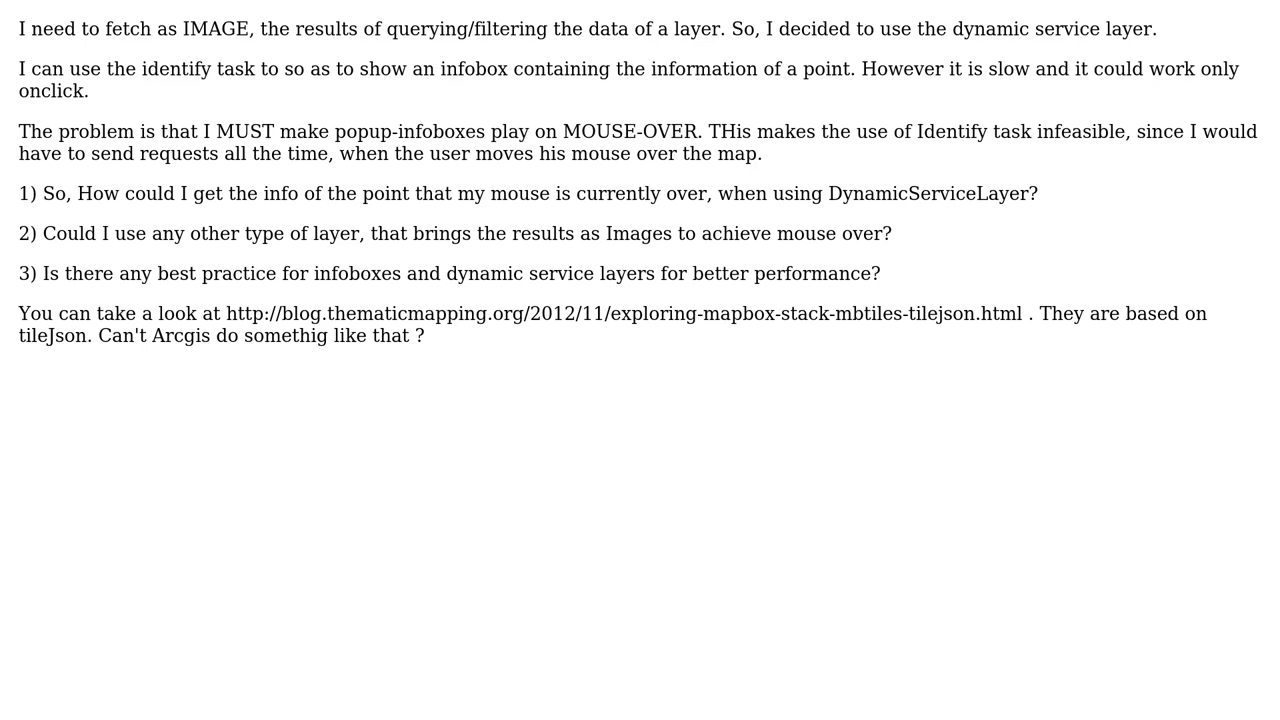 I need to fetch as IMAGE, the results of querying/filtering the data of a layer. So, I decided to use the dynamic service layer.
I can use the identify task to so as to show an infobox containing the information of a point. However it is slow and it could work only
onclick.
The problem is that I MUST make popup-infoboxes play on MOUSE-OVER. THis makes the use of Identify task infeasible, since I would
have to send requests all the time, when the user moves his mouse over the map.
1) So, How could I get the info of the point that my mouse is currently over, when using DynamicServiceLayer?
2) Could I use any other type of layer, that brings the results as Images to achieve mouse over?
3) Is there any best practice for infoboxes and dynamic service layers for better performance?
You can take a look at http://blog.thematicmapping.org/2012/11/exploring-mapbox-stack-mbtiles-tilejson.html . They are based on
tileJson. Can't Arcgis do somethig like that ?